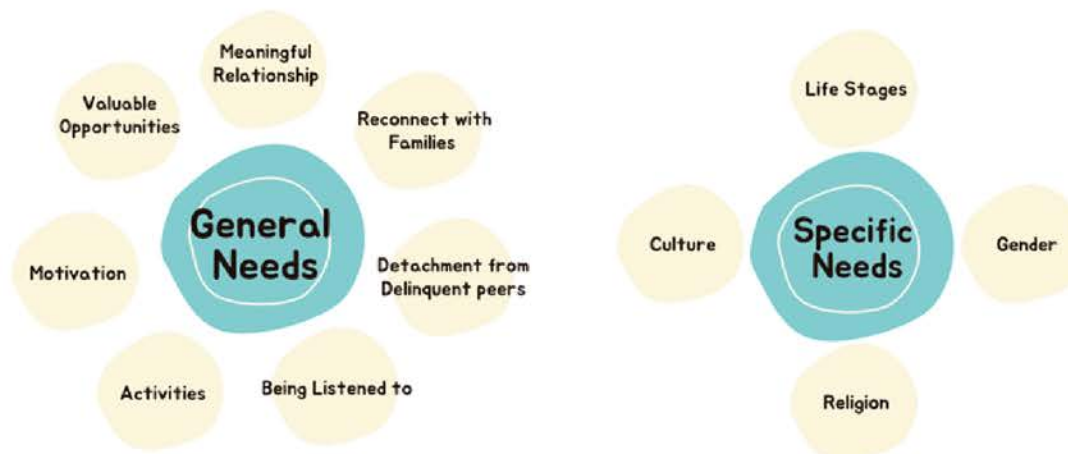 Meaningful
Relationship
Valuable
Opportunities
Reconnect with
Families
General
Needs
Motivation
Detachment from
Delinquent peers
Activities
Being Listened to
Life Stages
Culture
Specific
Needs
Gender
Religion